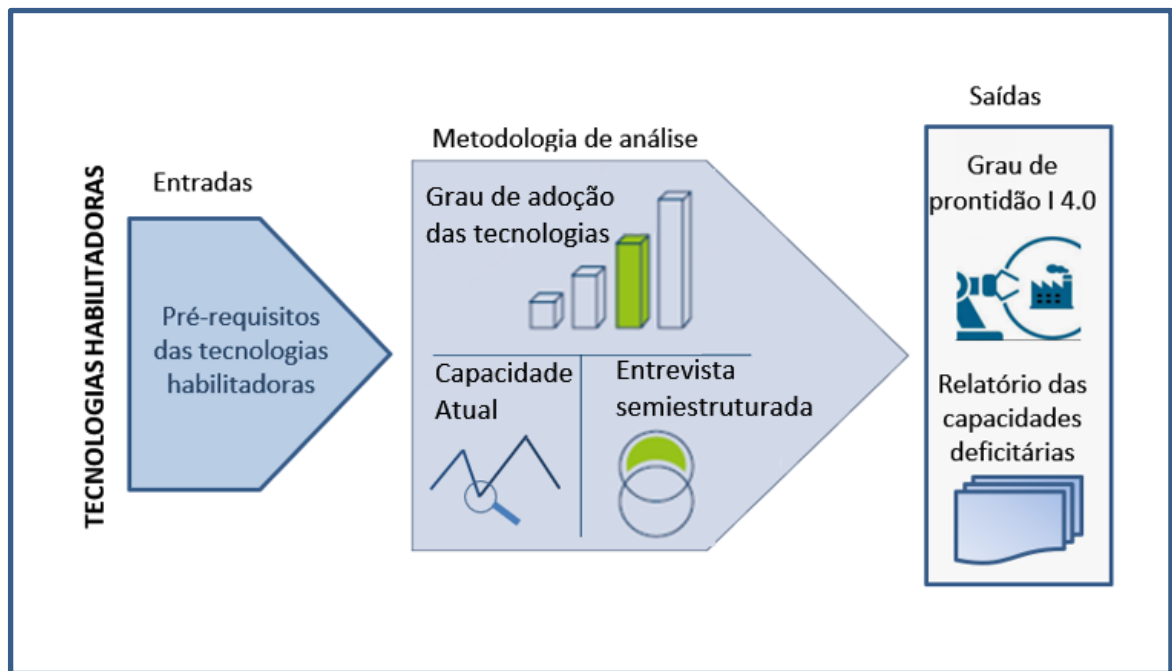 TECNOLOGIAS HABILITADORAS
Entradas
Pré-requisitos
das tecnologias
habilitadoras
Metodologia de análise
Grau de adoção
das tecnologias
Capacidade
Atual
Entrevista
semiestruturada
Saídas
Grau de
prontidão I 4.0
Relatório das
capacidades
deficitárias